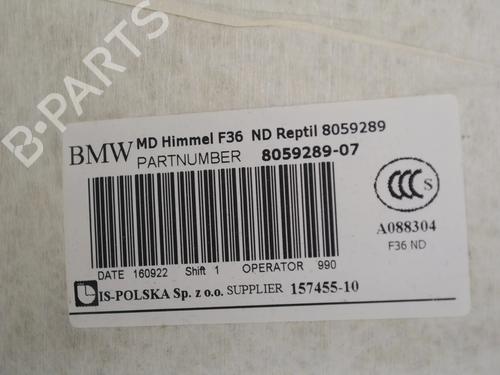 B-PARTS
BMW MD Himmel F36 ND Reptil 8059289
PARTNUMBER 8059289-07
CCC S
A088304
F36 ND
DATE 160922 Shift 1 OPERATOR 990
IS-POLSKA Sp. z o.o. SUPPLIER 157455-10